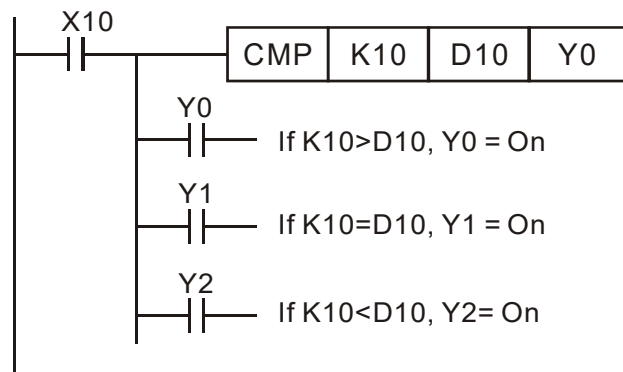 X10
CMP K10 D10 Y0
Y0
If K10>D10, Y0 = On
Y1
If K10=D10, Y1 = On
Y2
If K10<D10, Y2= On